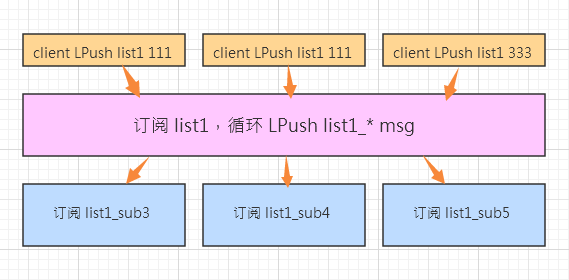 client LPush list1 111
client LPush list1 111
client LPush list1 333
订阅 list1，循环 LPush list1_* msg
订阅 list1_sub3
订阅 list1_sub4
订阅 list1_sub5